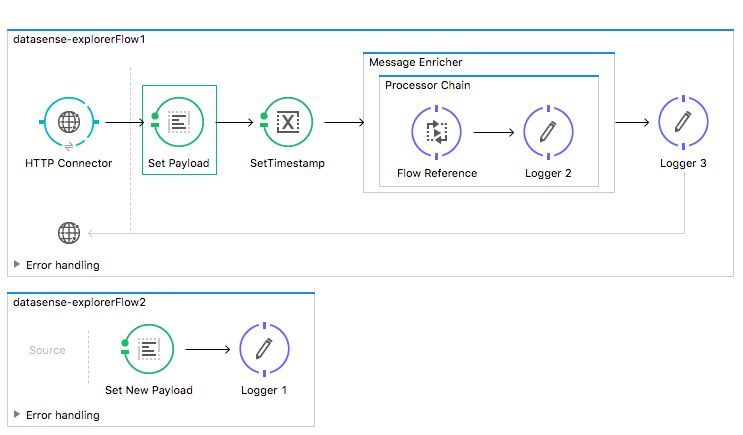 datasense-explorerFlow1
Message Enricher
Processor Chain
HTTP Connector
Set Payload
SetTimestamp
Flow Reference
Logger 2
Logger 3
Error handling
datasense-explorerFlow2
Source
Set New Payload
Logger 1
Error handling